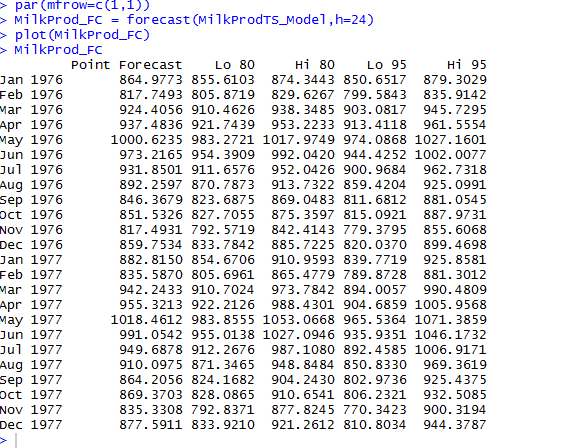 > par(mfrow=c(1,1))
> MilkProd_FC = forecast(MilkProdTS_Model,h=24)
> plot(MilkProd_FC)
> MilkProd_FC
Point Forecast Lo 80 Hi 80 Lo 95 Hi 95
Jan 1976 864.9773 855.6103 874.3443 850.6517 879.3029
Feb 1976 817.7493 805.8719 829.6267 799.5843 835.9142
Mar 1976 924.4056 910.4626 938.3485 903.0817 945.7295
Apr 1976 937.4836 921.7439 953.2233 913.4118 961.5554
May 1976 1000.6235 983.2721 1017.9749 974.0868 1027.1601
Jun 1976 973.2165 954.3909 992.0420 944.4252 1002.0077
Jul 1976 931.8501 911.6576 952.0426 900.9684 962.7318
Aug 1976 892.2597 870.7873 913.7322 859.4204 925.0991
Sep 1976 846.3679 823.6875 869.0483 811.6812 881.0545
Oct 1976 851.5326 827.7055 875.3597 815.0921 887.9731
Nov 1976 817.4931 792.5719 842.4143 779.3795 855.6068
Dec 1976 859.7534 833.7842 885.7225 820.0370 899.4698
Jan 1977 882.8150 854.6706 910.9593 839.7719 925.8581
Feb 1977 835.5870 805.6961 865.4779 789.8728 881.3012
Mar 1977 942.2433 910.7024 973.7842 894.0057 990.4809
Apr 1977 955.3213 922.2126 988.4301 904.6859 1005.9568
May 1977 1018.4612 983.8555 1053.0668 965.5364 1071.3859
Jun 1977 991.0542 955.0138 1027.0946 935.9351 1046.1732
Jul 1977 949.6878 912.2676 987.1080 892.4585 1006.9171
Aug 1977 910.0975 871.3465 948.8484 850.8330 969.3619
Sep 1977 864.2056 824.1682 904.2430 802.9736 925.4375
Oct 1977 869.3703 828.0865 910.6541 806.2321 932.5085
Nov 1977 835.3308 792.8371 877.8245 770.3423 900.3194
Dec 1977 877.5911 833.9210 921.2612 810.8034 944.3787
>